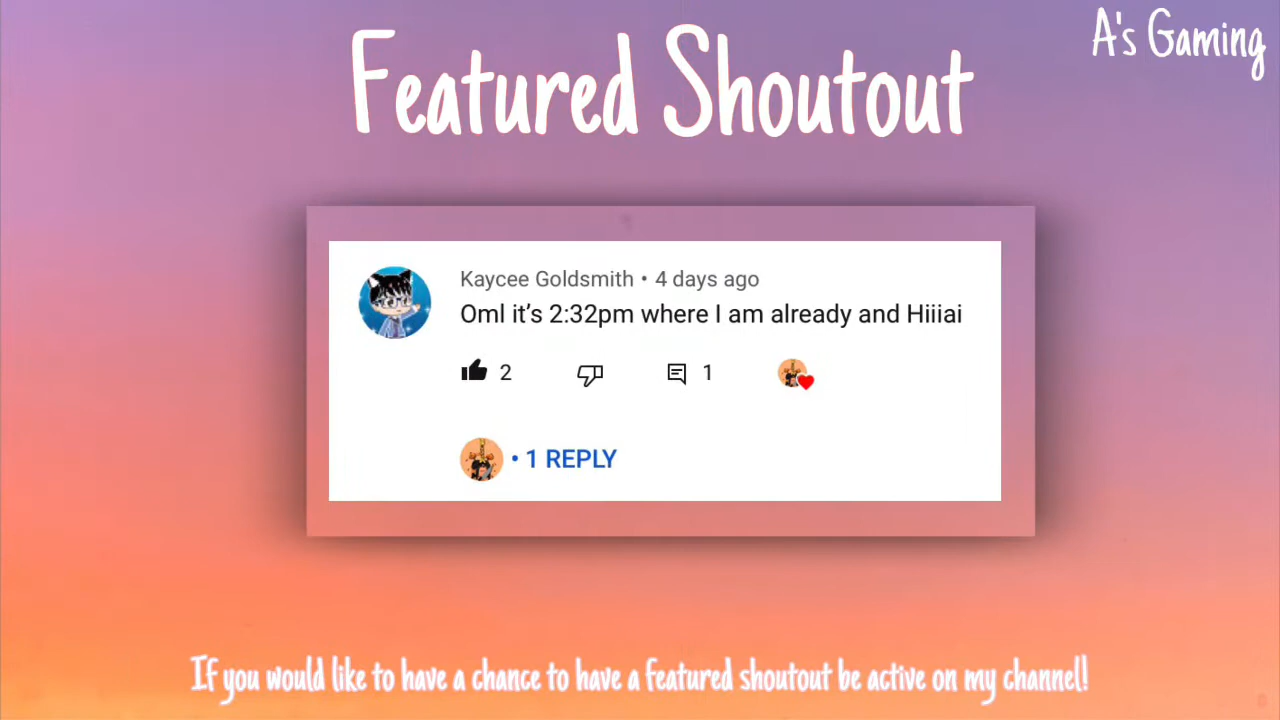 A's Gaming
Featured Shoutout
Kaycee Goldsmith • 4 days ago
Oml it’s 2:32pm where I am already and Hiiiai
2 1
• 1 REPLY
If you would like to have a chance to have a featured shoutout be active on my channel!